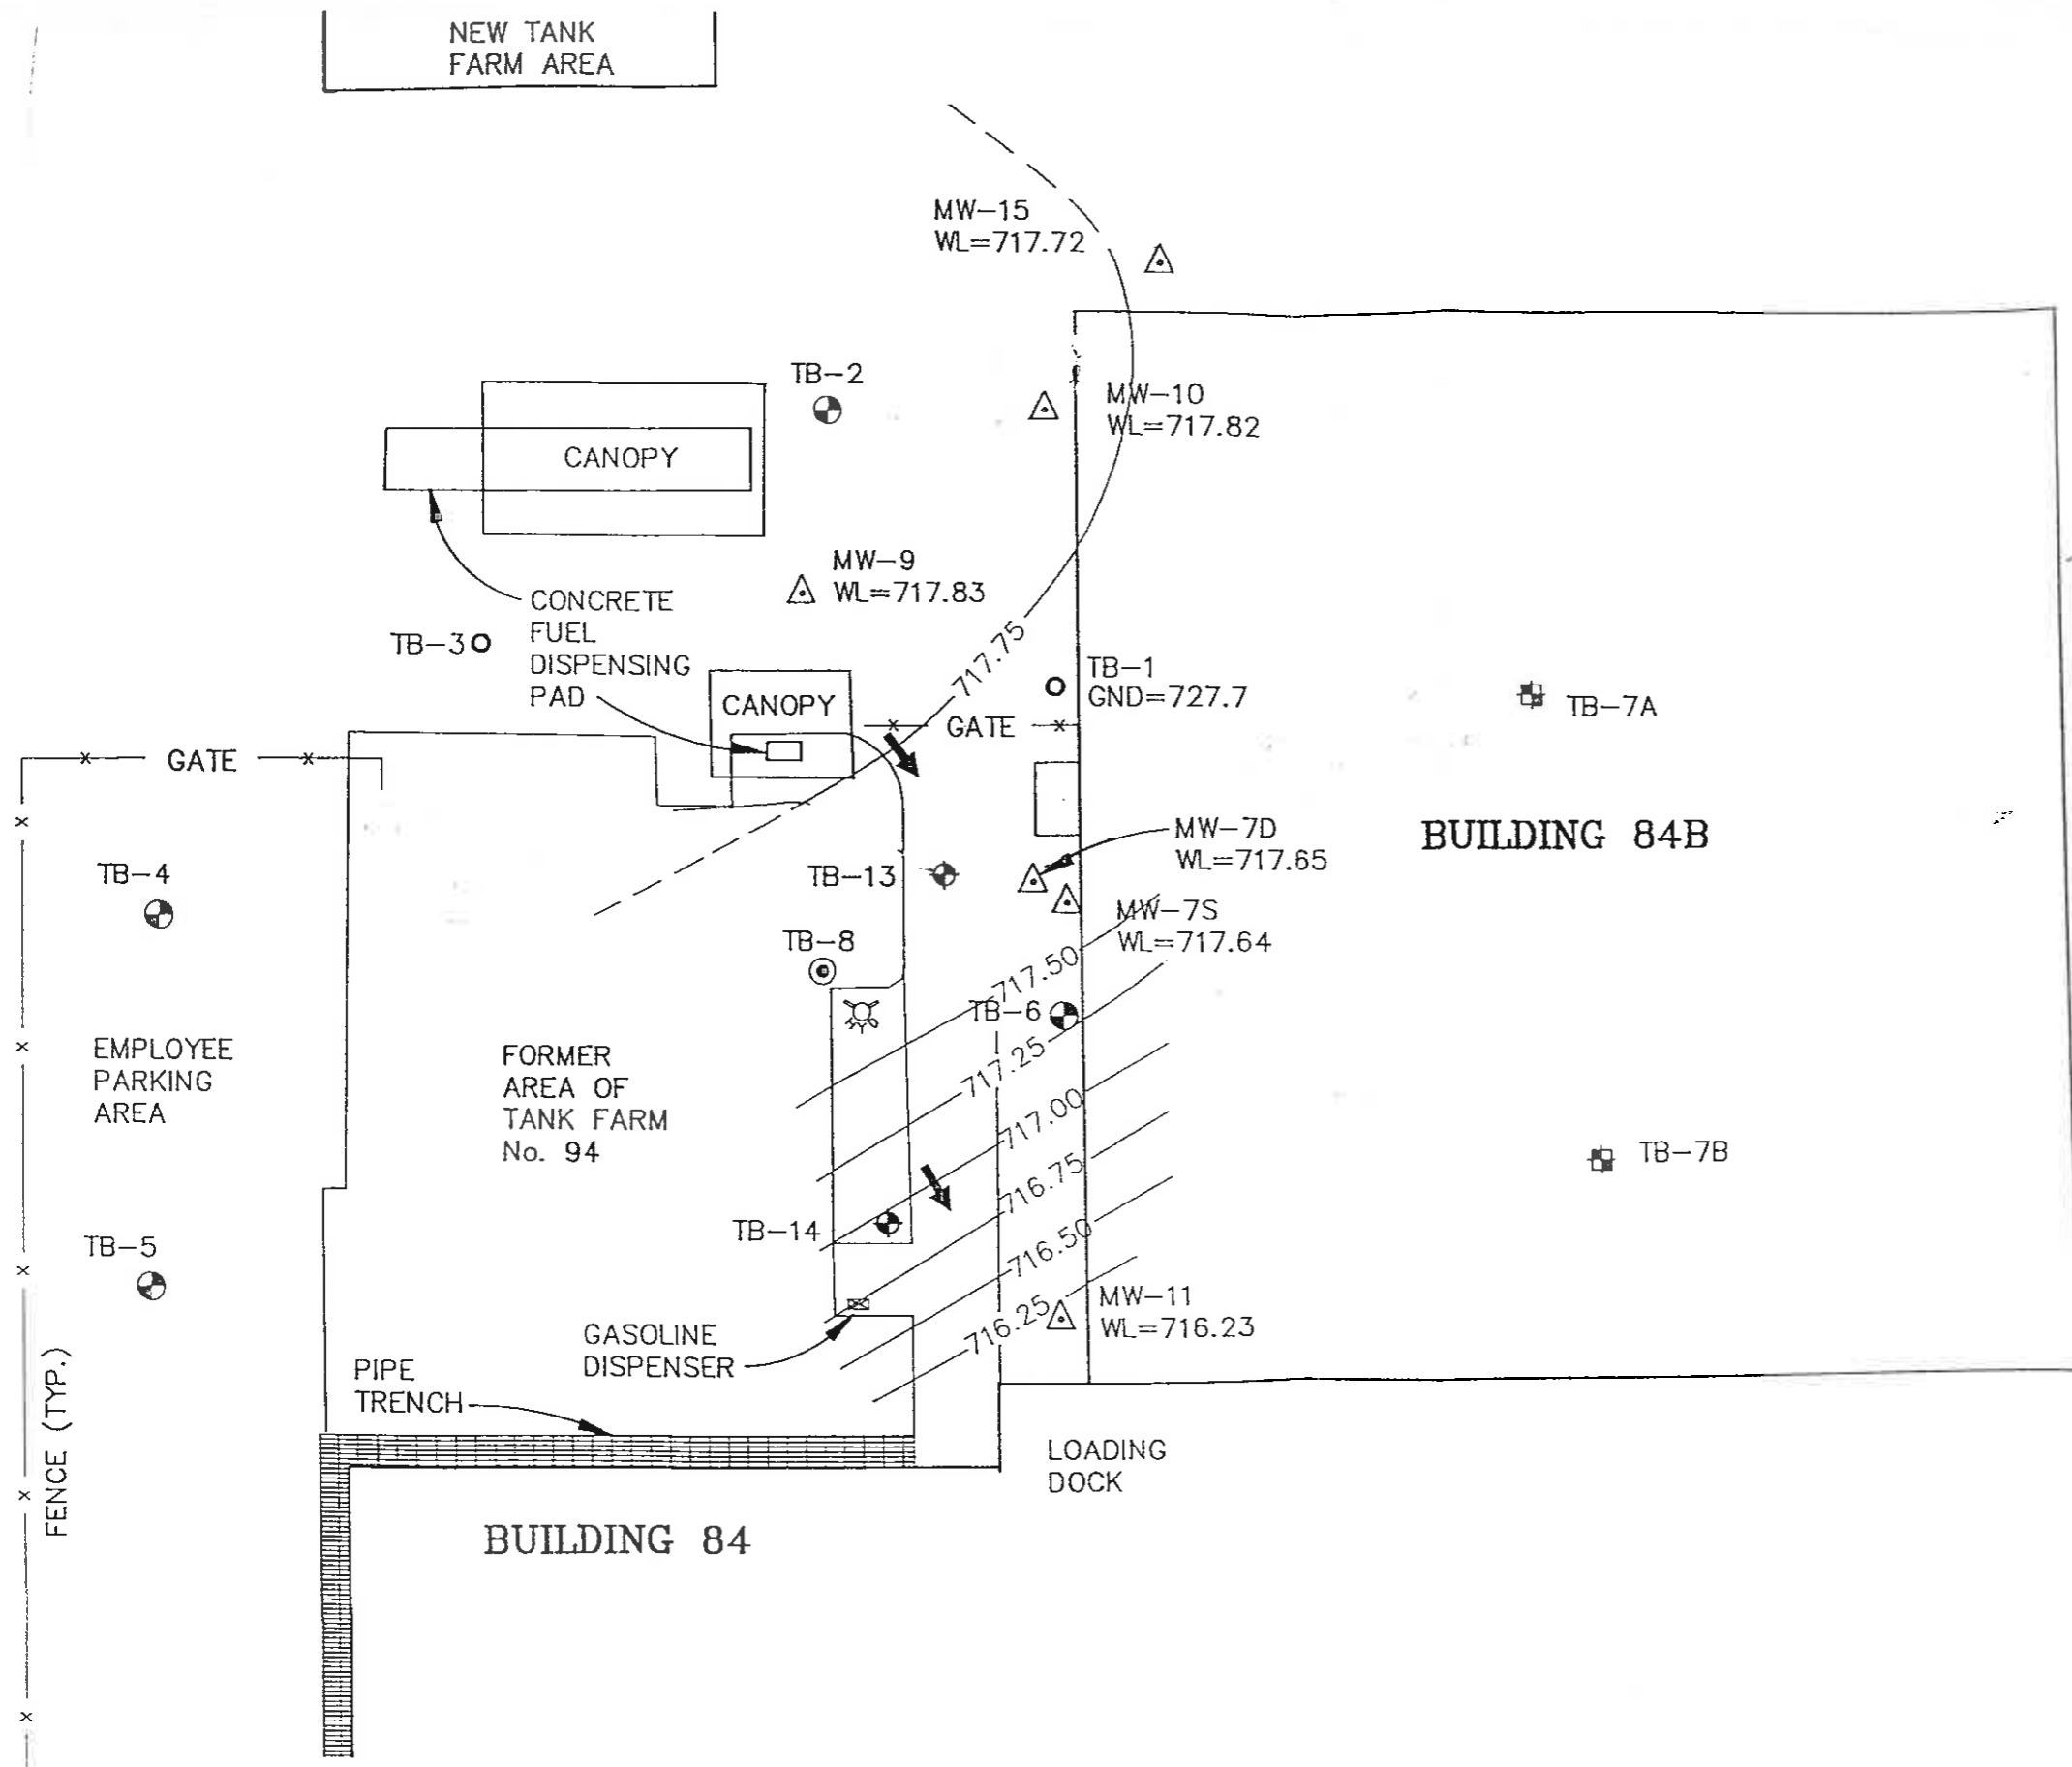 NEW TANK
FARM AREA
MW-15
WL=717.72
TB-2
MW-10
WL=717.82
CANOPY
MW-9
WL=717.83
CONCRETE
FUEL
DISPENSING
PAD
TB-3
717.75
TB-1
GND=727.7
CANOPY
GATE
TB-7A
GATE
MW-7D
WL=717.65
BUILDING 84B
TB-4
TB-13
MW-7S
WL=717.64
TB-8
717.50
TB-6
717.25
EMPLOYEE
PARKING
AREA
FORMER
AREA OF
TANK FARM
No. 94
717.00
716.75
TB-7B
TB-14
716.50
TB-5
716.25
MW-11
WL=716.23
GASOLINE
DISPENSER
PIPE
TRENCH
FENCE (TYP.)
LOADING
DOCK
BUILDING 84